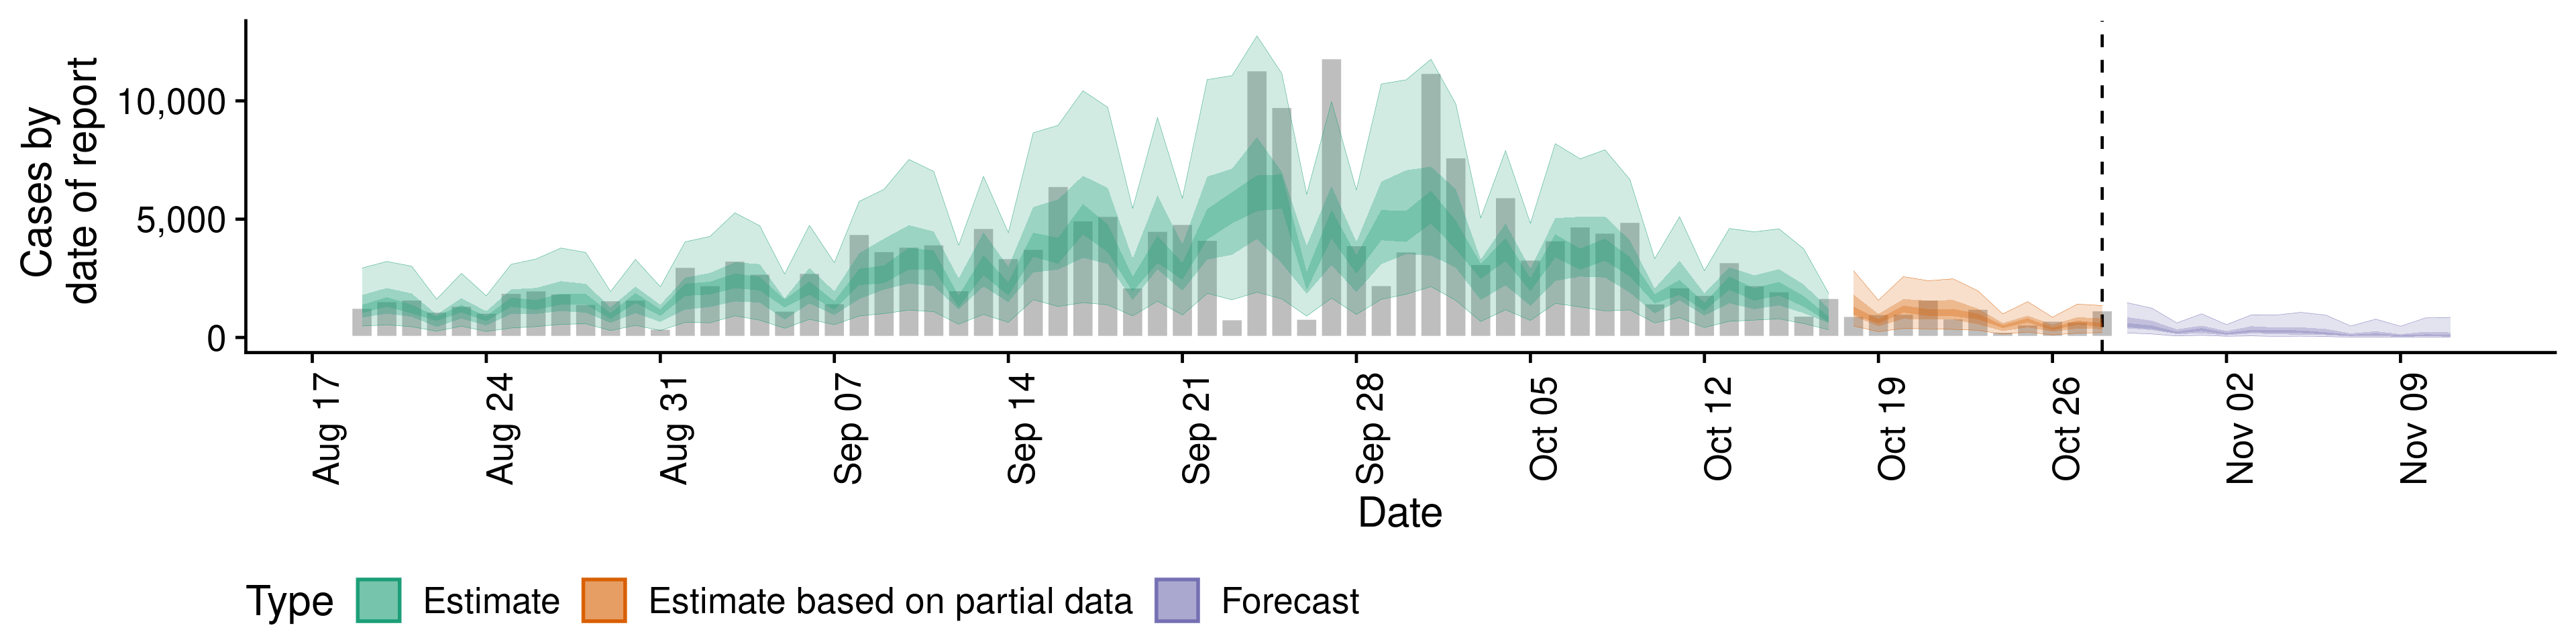 Cases by
date of report
10,000
5,000
0
Aug 17
Aug 24
Aug 31
Sep 07
Sep 14
Sep 21
Sep 28
Oct 05
Oct 12
Oct 19
Oct 26
Nov 02
Nov 09
Date
Type Estimate Estimate based on partial data Forecast